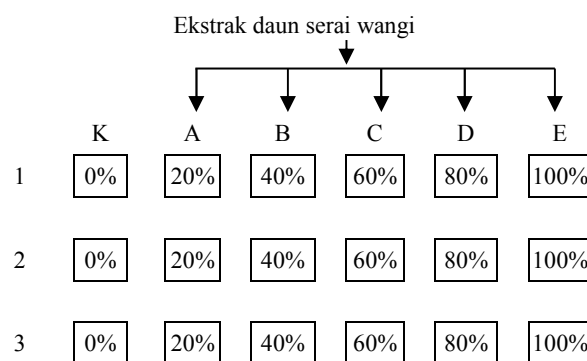 Ekstrak daun serai wangi
K A B C D E
1 0% 20% 40% 60% 80% 100%
2 0% 20% 40% 60% 80% 100%
3 0% 20% 40% 60% 80% 100%